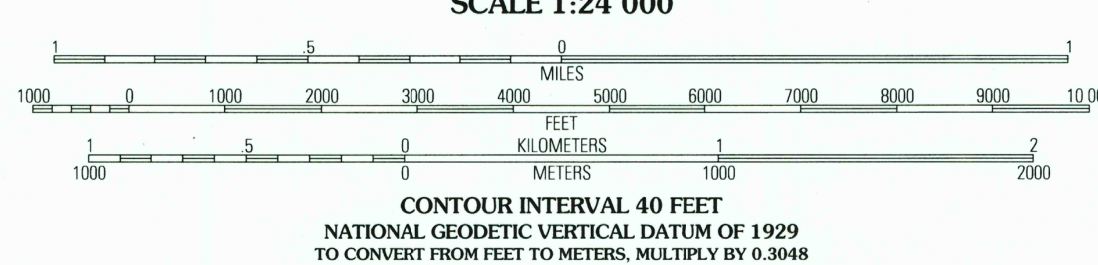 SCALE 1:24 000
1 .5 0 1
MILES
1000 0 1000 2000 3000 4000 5000 6000 7000 8000 9000 10 00
FEET
1 .5 0 KILOMETERS 1 2
1000 0 METERS 1000 2000
CONTOUR INTERVAL 40 FEET
NATIONAL GEODETIC VERTICAL DATUM OF 1929
TO CONVERT FROM FEET TO METERS, MULTIPLY BY 0.3048